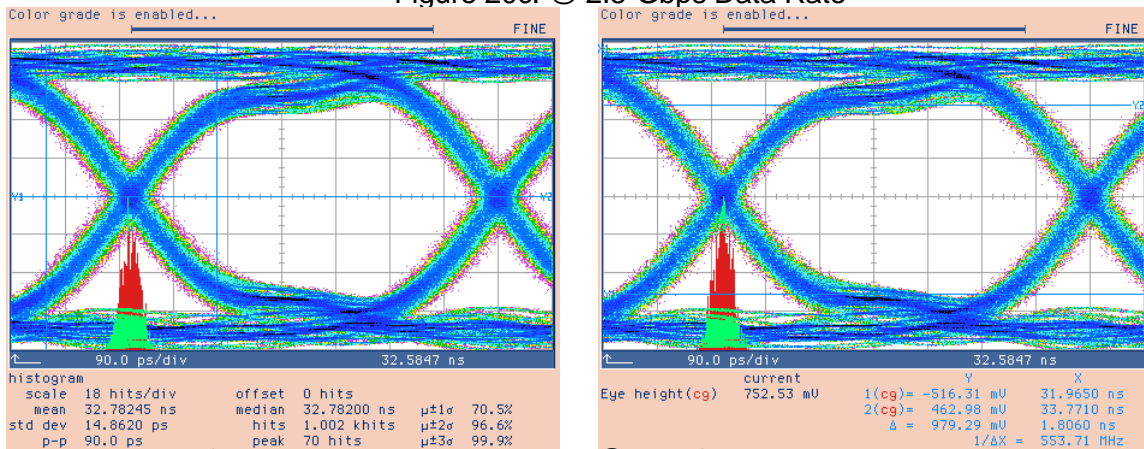 Color grade is enabled...
FINE
Y1
Y2
90.0 ps/div
32.5847 ns
histogram
scale 18 hits/div offset 0 hits
mean 32.78245 ns median 32.78200 ns μ±1σ 70.5%
std dev 14.8620 ps hits 1.002 khits μ±2σ 96.6%
p-p 90.0 ps peak 70 hits μ±3σ 99.9%
Color grade is enabled...
FINE
Y2
90.0 ps/div
32.5847 ns
current Y X
Eye height(cg) 752.53 mV 1(cg)= -516.31 mV 31.9650 ns
2(cg)= 462.98 mV 33.7710 ns
Δ = 979.29 mV 1.8060 ns
1/ΔX = 553.71 MHz